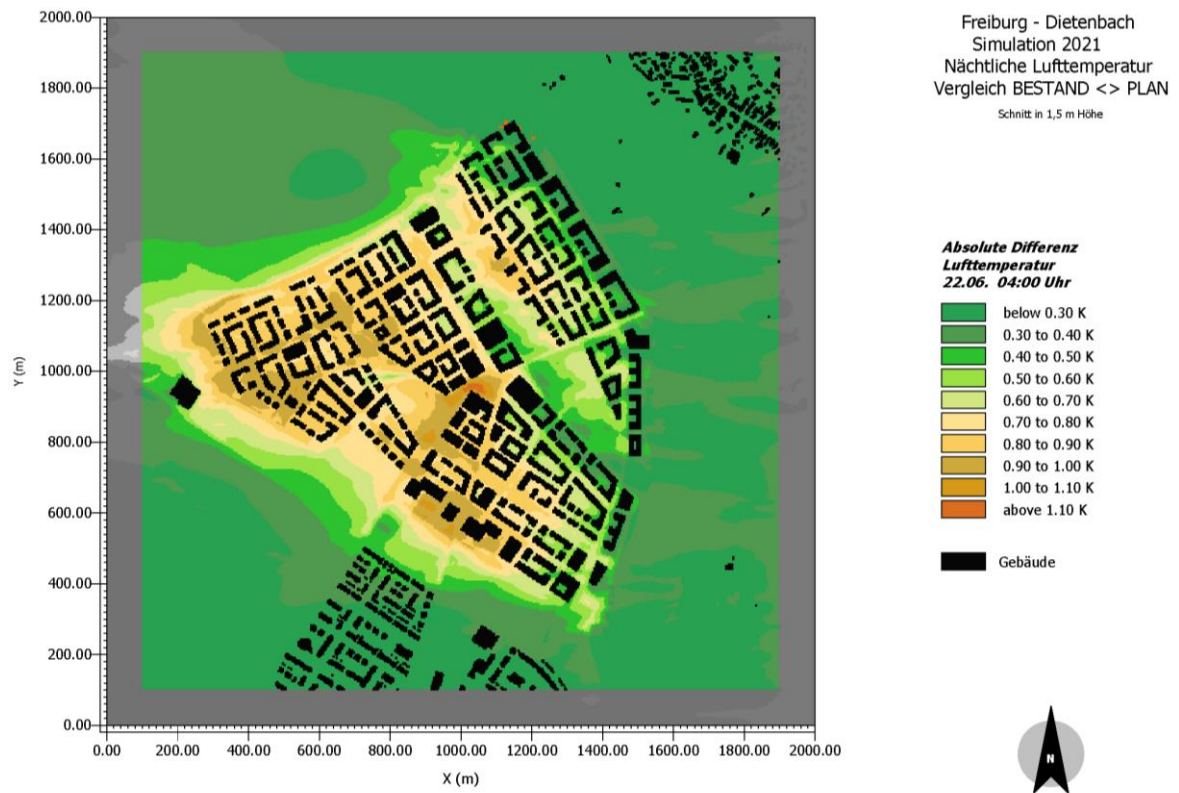 Freiburg - Dietenbach
Simulation 2021
Nächtliche Lufttemperatur
Vergleich BESTAND <> PLAN
Schnitt in 1,5 m Höhe
2000.00
1800.00
1600.00
1400.00
1200.00
1000.00
800.00
600.00
400.00
200.00
0.00
Y (m)
0.00 200.00 400.00 600.00 800.00 1000.00 1200.00 1400.00 1600.00 1800.00 2000.00
X (m)
Absolute Differenz
Lufttemperatur
22.06. 04:00 Uhr
below 0.30 K
0.30 to 0.40 K
0.40 to 0.50 K
0.50 to 0.60 K
0.60 to 0.70 K
0.70 to 0.80 K
0.80 to 0.90 K
0.90 to 1.00 K
1.00 to 1.10 K
above 1.10 K
Gebäude
N